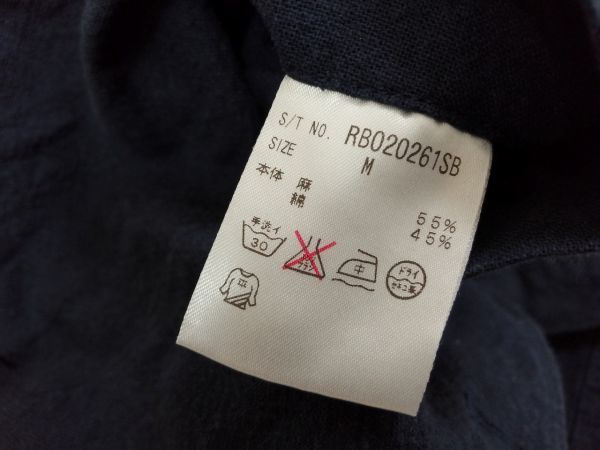 S/T NO. RB020261SB
SIZE M
本体 麻 55%
綿 45%
手洗イ
30
中
ドライ
セキユ系
平